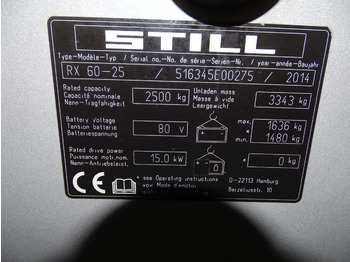 STILL
Type-Modèle-Typ / Serial-No.-No. de série-Serien-Nr. / year-année-Baujahr
RX 60-25 / 516345E00275 / 2014
Rated capacity
Capacité nominale
Nenn-Tragfähigkeit
2500 kg
Unladen mass
Masse à vide
Leergewicht
3343 kg
Battery voltage
Tension batterie
Batteriespannung
80 V
max. 1636 kg
min. 1480 kg
Rated drive power
Puissance motr.nom.
Nenn-Antriebsleist.
15.0 kW
* 0 kg
CE
* see Operating instructions
voir Mode d'emploi
D-22113 Hamburg
Berzeliusstr. 10